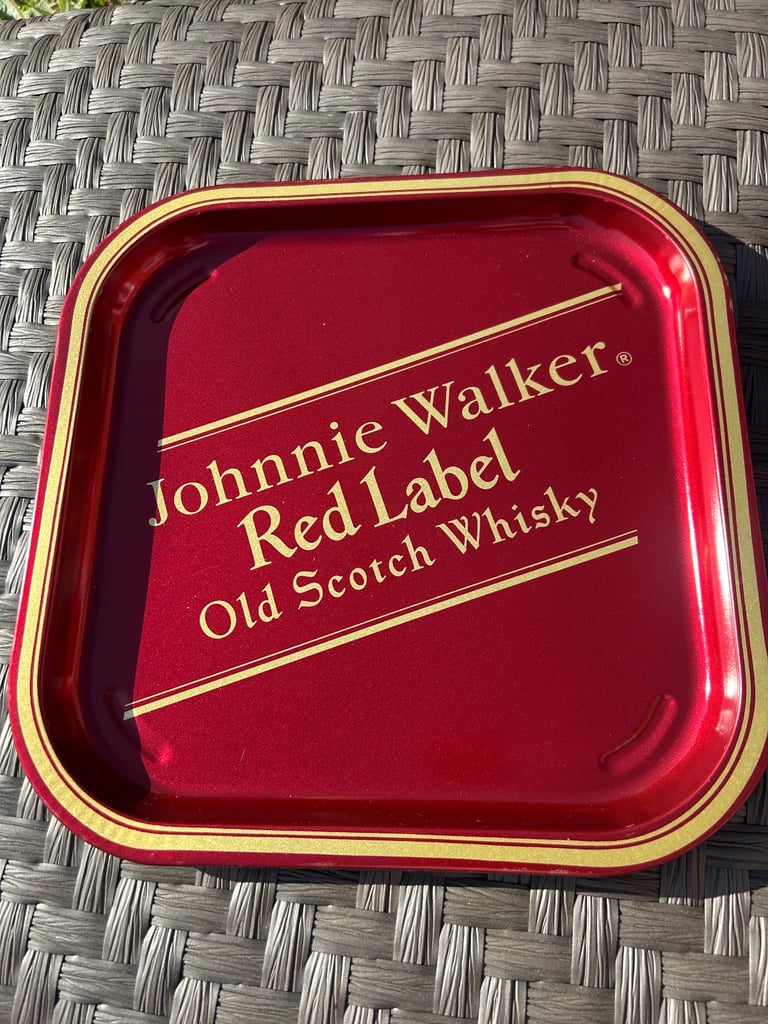 Johnnie Walker®
Red Label
Old Scotch Whisky